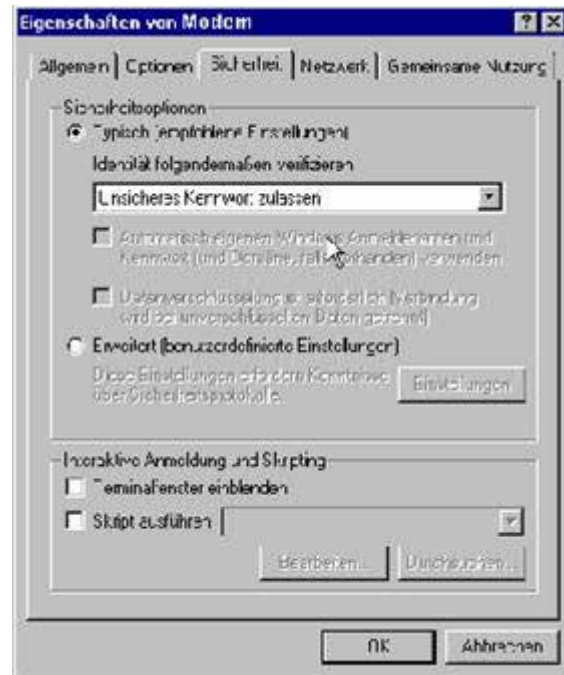 Eigenschaften von Modem
Allgemein Optionen Sicherheit Netzwerk Gemeinsame Nutzung
Sicherheitsoptionen
Typisch (empfohlene Einstellungen)
Identität folgendermaßen verifizieren
Unsicheres Kennwort zulassen
Automatisch eigenen Windows-Anmeldenamen und
Kennwort (und Domäne, falls vorhanden) verwenden
Datenverschlüsselung ist erforderlich (Verbindung
wird bei unverschlüsselten Daten getrennt)
Erweitert (benutzerdefinierte Einstellungen)
Diese Einstellungen erfordern Kenntnisse
über Sicherheitsprotokolle.
Einstellungen
Interaktive Anmeldung und Skripting
Terminalfenster einblenden
Skript ausführen
Bearbeiten... Durchsuchen...
OK Abbrechen